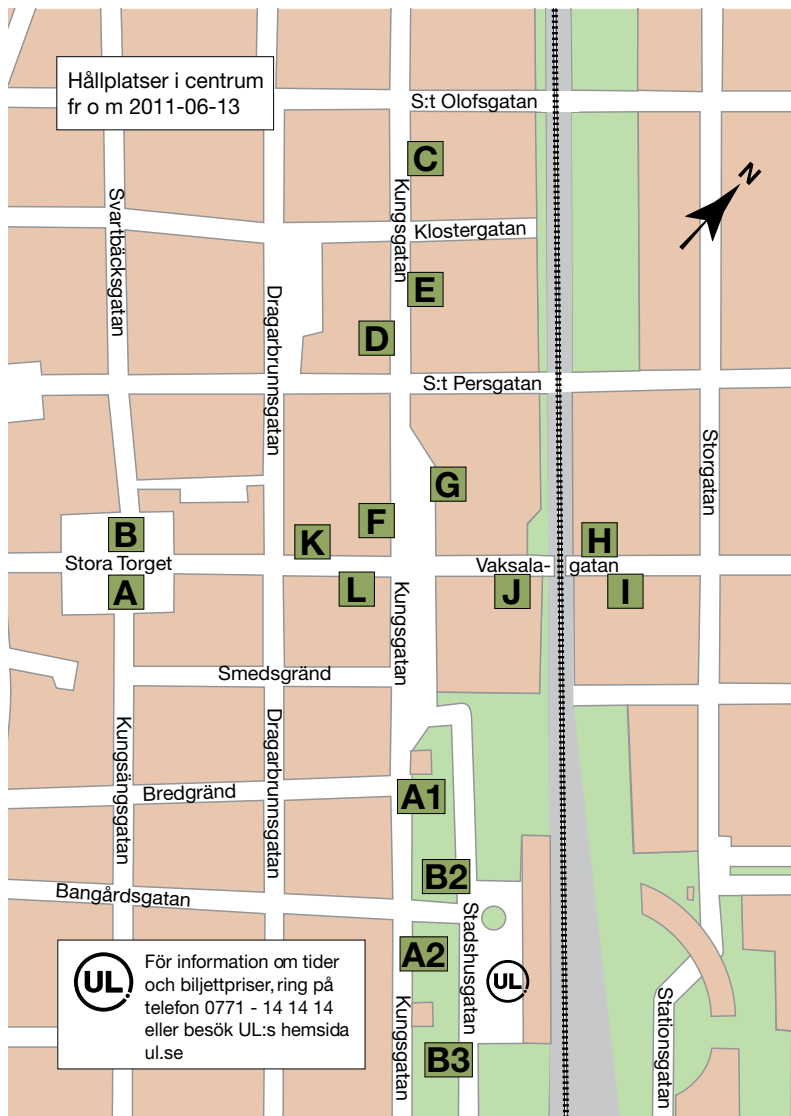 Hållplatser i centrum
fr o m 2011-06-13
S:t Olofsgatan
C
N
Svartbäcksgatan
Kungsgatan
Klostergatan
E
Dragarbrunnsgatan
D
S:t Persgatan
Storgatan
G
F
B
K
H
Stora Torget
Vaksala-
gatan
A
L
J
I
Kungsgatan
Smedsgränd
Kungsängsgatan
Dragarbrunnsgatan
Bredgränd
A1
B2
Bangårdsgatan
Stadshusgatan
A2
UL
Kungsgatan
Stationsgatan
B3
UL
För information om tider
och biljettpriser, ring på
telefon 0771 - 14 14 14
eller besök UL:s hemsida
ul.se